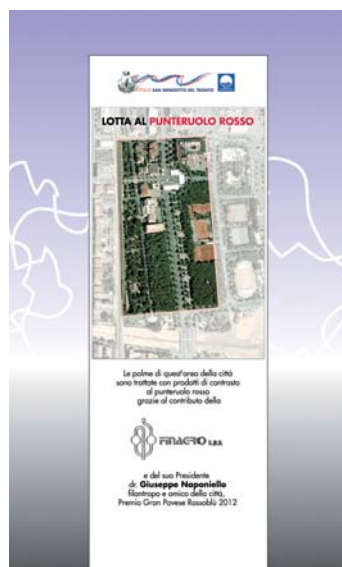 CITTÀ DI SAN BENEDETTO DEL TRONTO
LOTTA AL PUNTERUOLO ROSSO
Le palme di quest'area della città
sono trattate con prodotti di contrasto
al punteruolo rosso
grazie al contributo della
FINAGRO S.P.A.
e del suo Presidente
dr. Giuseppe Naponiello
filantropo e amico della città,
Premio Gran Pavese Rossoblù 2012